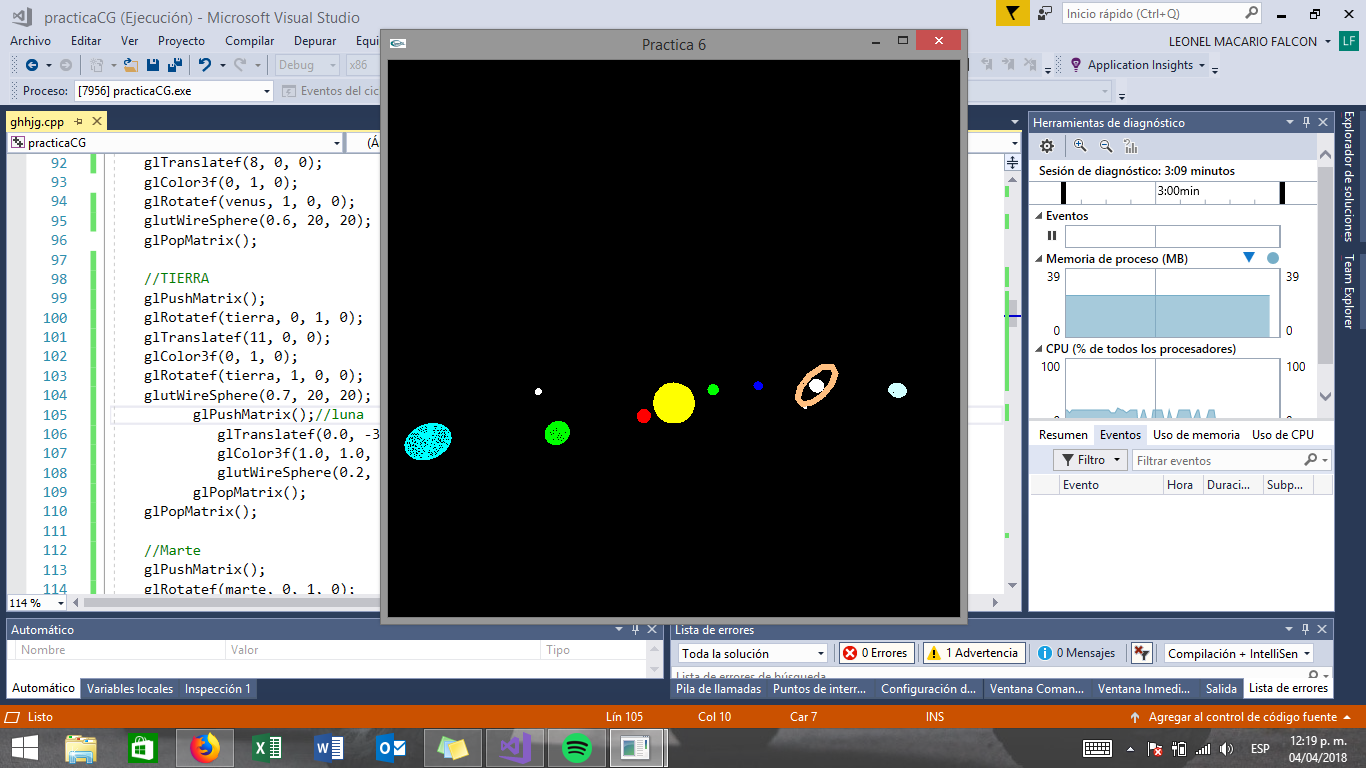 practicaCG (Ejecución) - Microsoft Visual Studio
Inicio rápido (Ctrl+Q)
Archivo Editar Ver Proyecto Compilar Depurar Equi
LEONEL MACARIO FALCON LF
Debug x86
Application Insights
Proceso: [7956] practicaCG.exe Eventos del cic
Practica 6
ghhjg.cpp
practicaCG (Á
92 glTranslatef(8, 0, 0);
93 glColor3f(0, 1, 0);
94 glRotatef(venus, 1, 0, 0);
95 glutWireSphere(0.6, 20, 20);
96 glPopMatrix();
97
98 //TIERRA
99 glPushMatrix();
100 glRotatef(tierra, 0, 1, 0);
101 glTranslatef(11, 0, 0);
102 glColor3f(0, 1, 0);
103 glRotatef(tierra, 1, 0, 0);
104 glutWireSphere(0.7, 20, 20);
105 glPushMatrix();//luna
106 glTranslatef(0.0, -3
107 glColor3f(1.0, 1.0,
108 glutWireSphere(0.2,
109 glPopMatrix();
110 glPopMatrix();
111
112 //Marte
113 glPushMatrix();
114 glRotatef(marte, 0, 1, 0);
114 %
Herramientas de diagnóstico
Sesión de diagnóstico: 3:09 minutos
3:00min
Eventos
Memoria de proceso (MB)
39 39
0 0
CPU (% de todos los procesadores)
100 100
0 0
Resumen Eventos Uso de memoria Uso de CPU
Filtro Filtrar eventos
Evento Hora Duraci... Subp...
Explorador de soluciones
Team Explorer
Automático
Nombre Valor Tipo
Automático Variables locales Inspección 1
Lista de errores
Toda la solución 0 Errores 1 Advertencia 0 Mensajes Compilación + IntelliSen
Lista de errores de búsqueda
Pila de llamadas Puntos de interr... Configuración d... Ventana Coman... Ventana Inmedi... Salida Lista de errores
Listo Lín 105 Col 10 Car 7 INS Agregar al control de código fuente
ESP
12:19 p. m.
04/04/2018